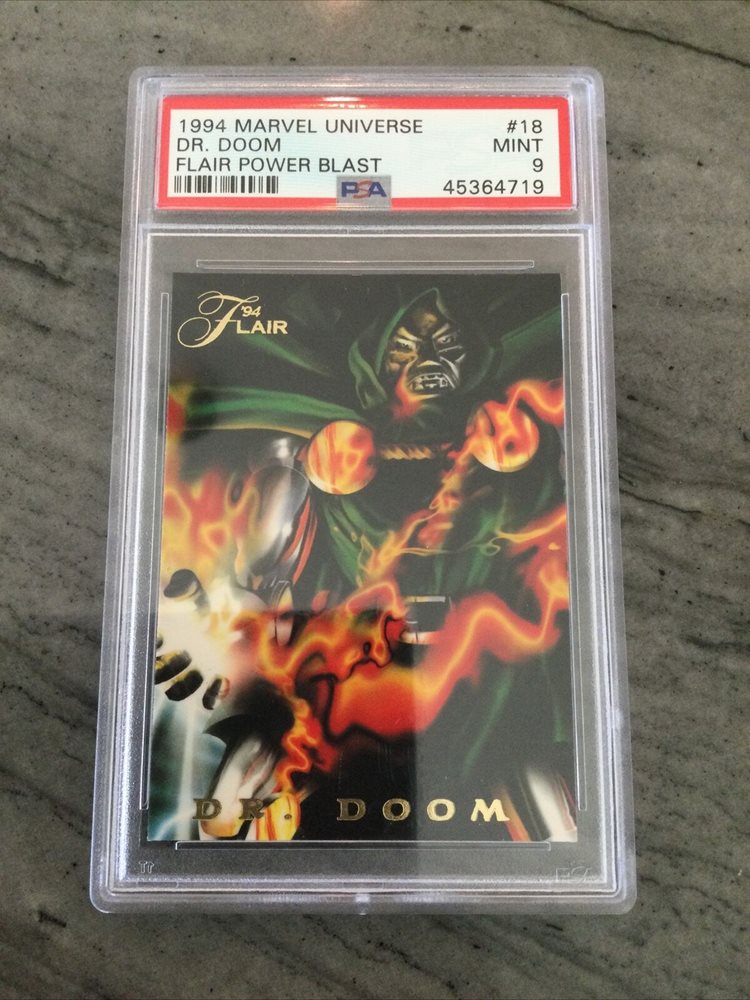 1994 MARVEL UNIVERSE #18
DR. DOOM MINT
FLAIR POWER BLAST 9
PSA 45364719
'94
FLAIR
DR. DOOM